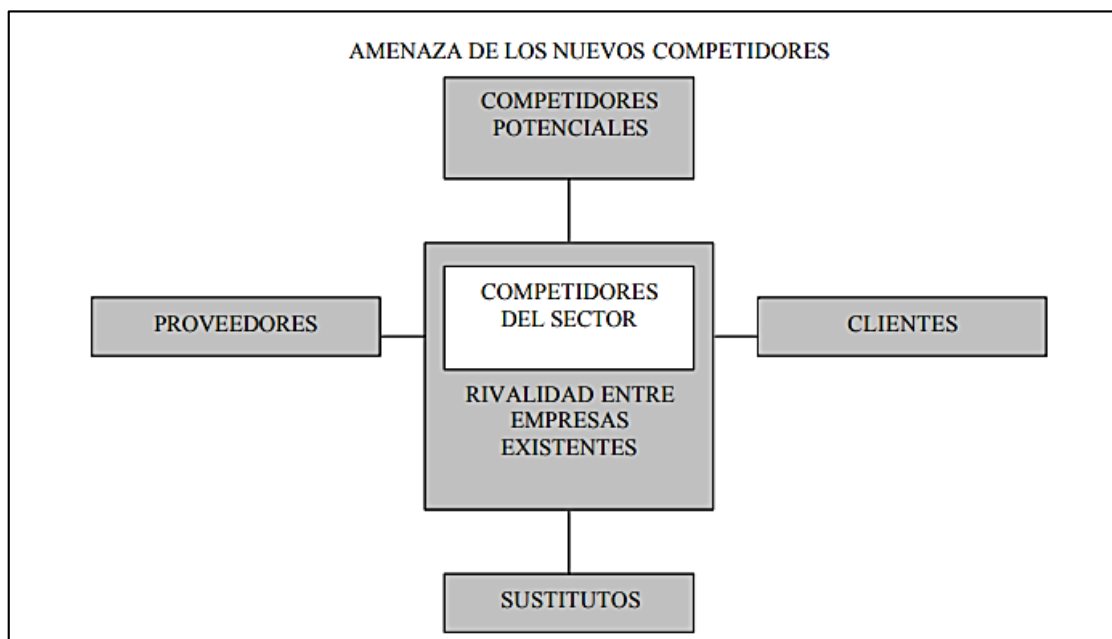 AMENAZA DE LOS NUEVOS COMPETIDORES
COMPETIDORES
POTENCIALES
PROVEEDORES
COMPETIDORES
DEL SECTOR
CLIENTES
RIVALIDAD ENTRE
EMPRESAS
EXISTENTES
SUSTITUTOS